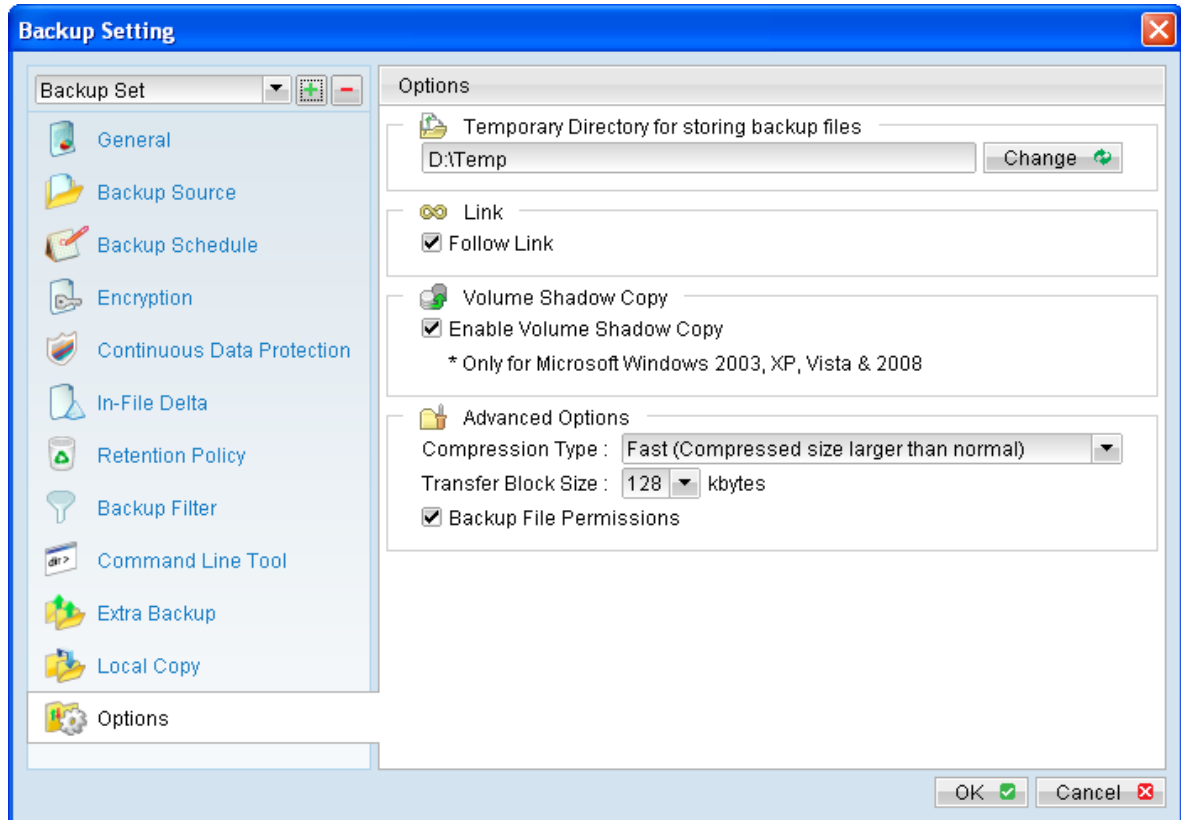 Backup Setting
Backup Set
General
Backup Source
Backup Schedule
Encryption
Continuous Data Protection
In-File Delta
Retention Policy
Backup Filter
dir>
Command Line Tool
Extra Backup
Local Copy
Options
Options
Temporary Directory for storing backup files
D:\Temp
Change
Link
Follow Link
Volume Shadow Copy
Enable Volume Shadow Copy
* Only for Microsoft Windows 2003, XP, Vista & 2008
Advanced Options
Compression Type : Fast (Compressed size larger than normal)
Transfer Block Size : 128 kbytes
Backup File Permissions
OK
Cancel